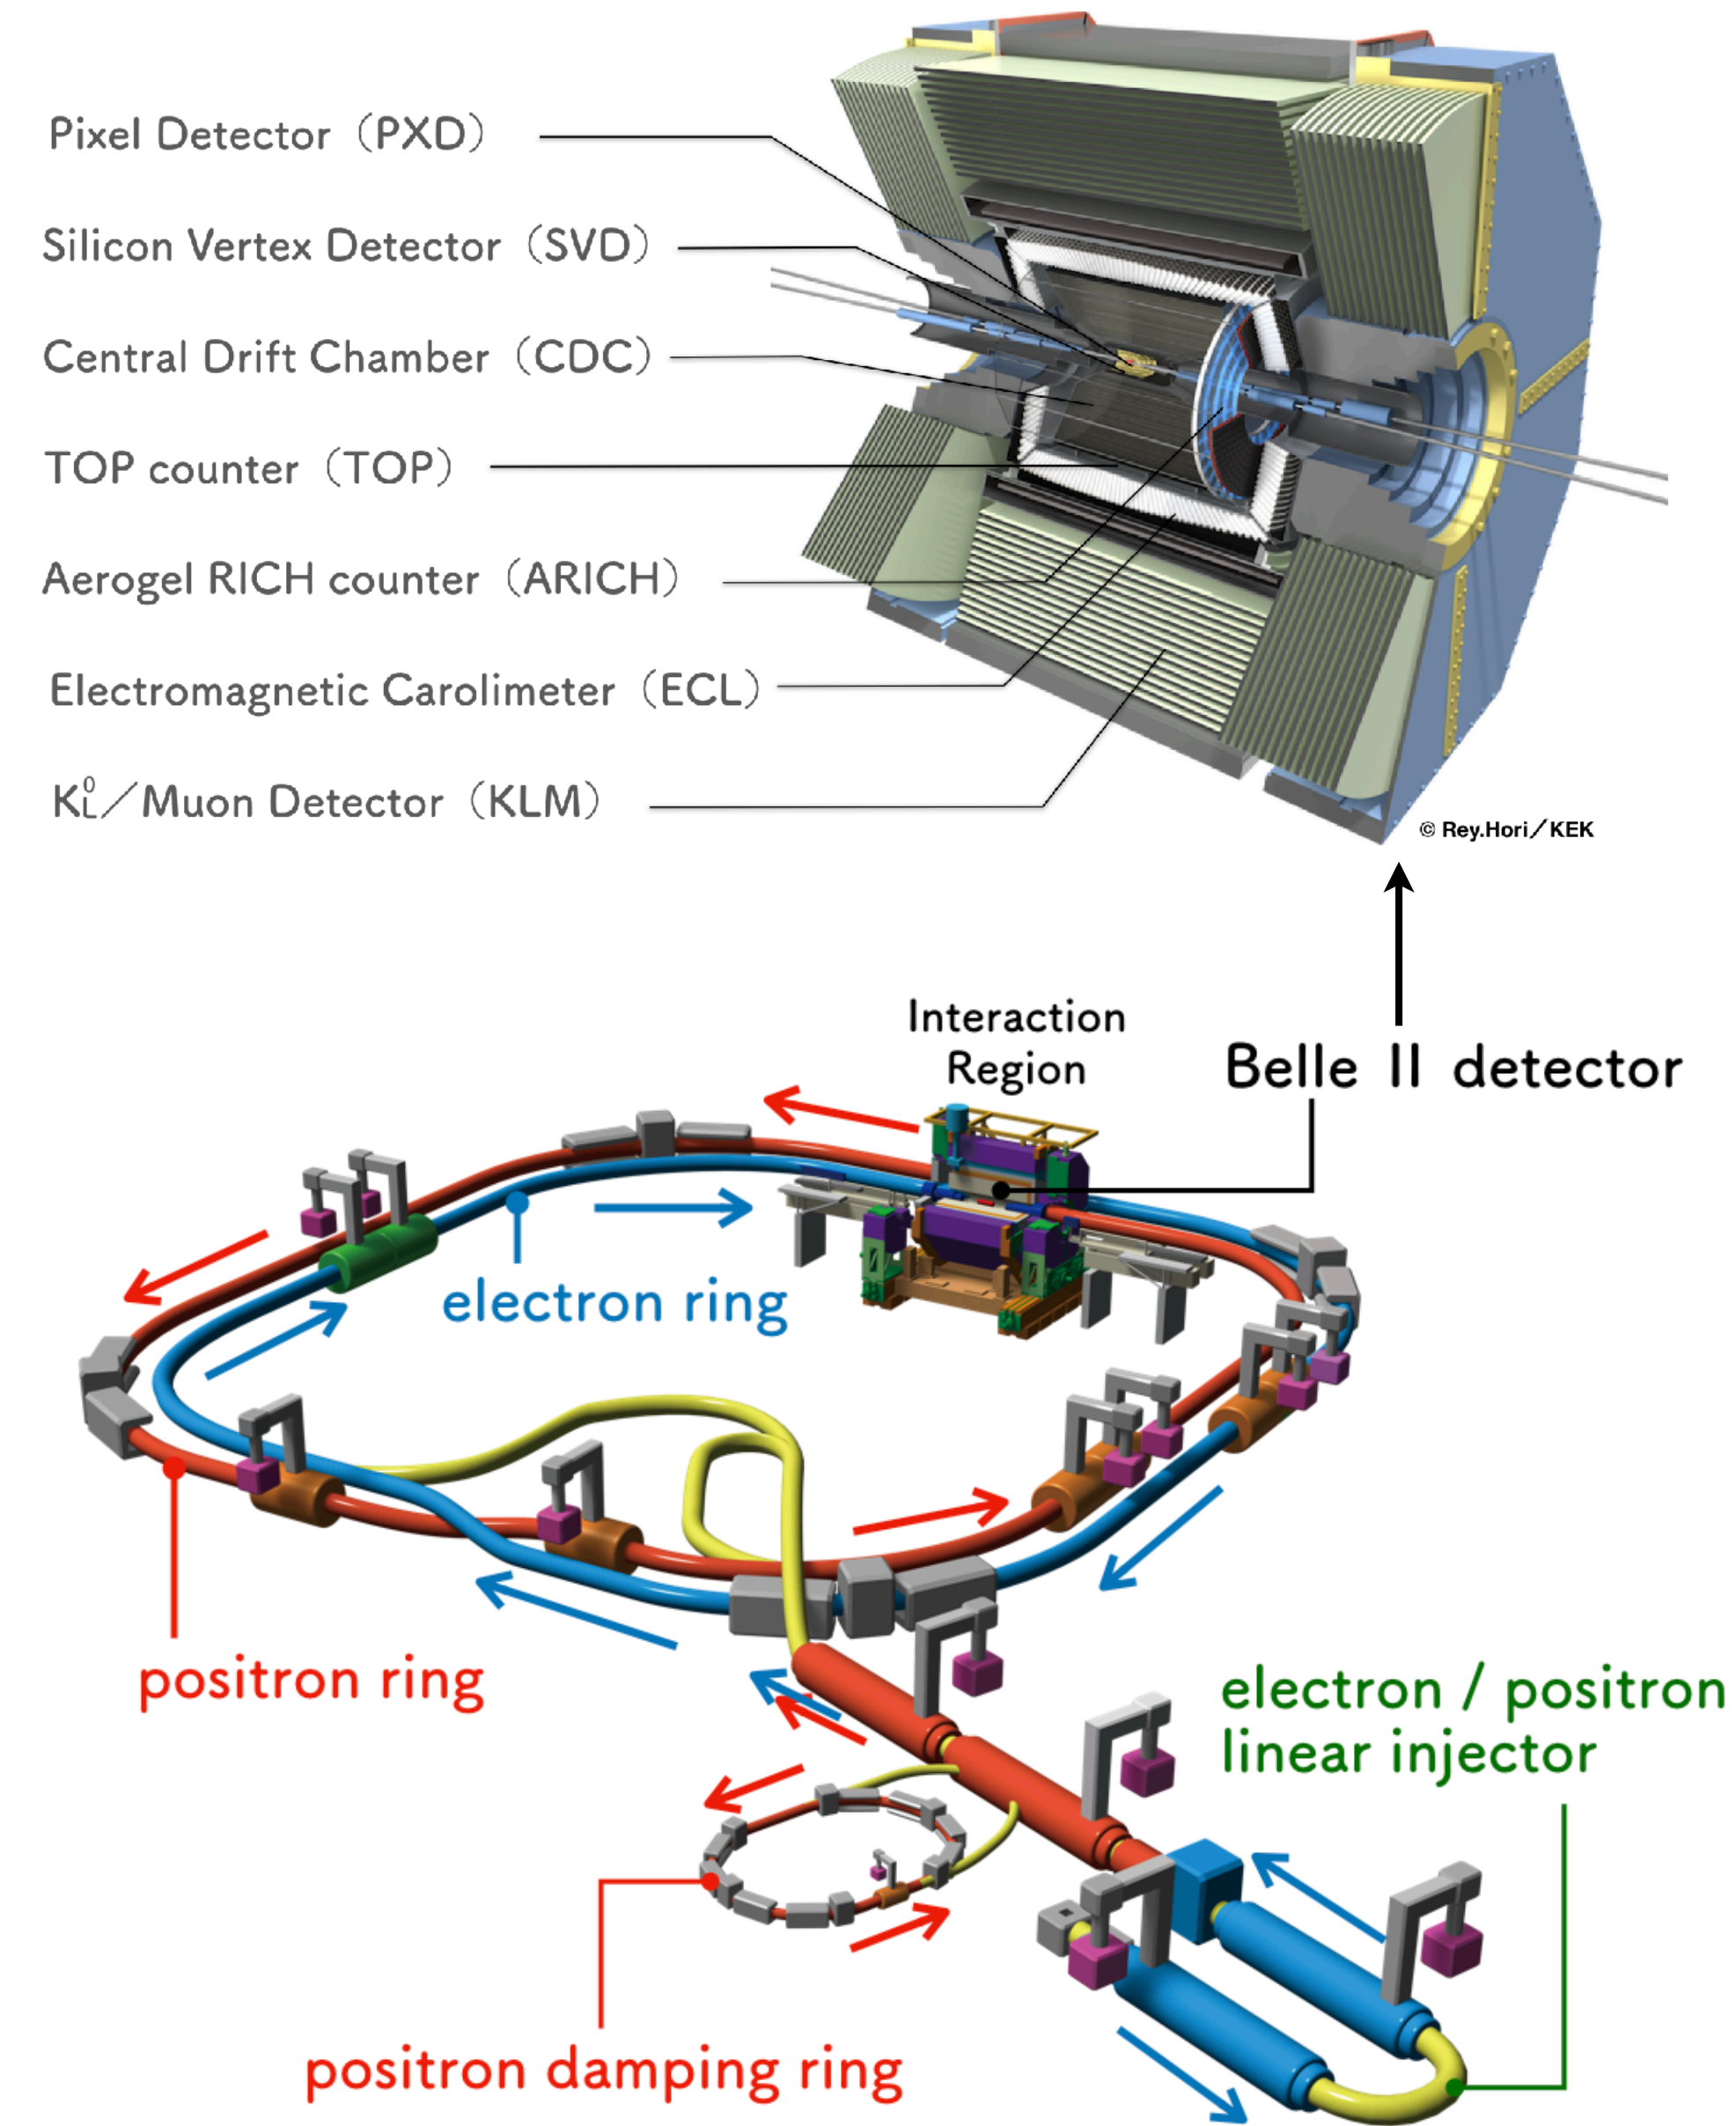 Pixel Detector（PXD）
Silicon Vertex Detector（SVD）
Central Drift Chamber（CDC）
TOP counter（TOP）
Aerogel RICH counter（ARICH）
Electromagnetic Carolimeter（ECL）
K⁰L／Muon Detector（KLM）
© Rey.Hori／KEK
Interaction
Region
Belle II detector
electron ring
positron ring
electron / positron
linear injector
positron damping ring